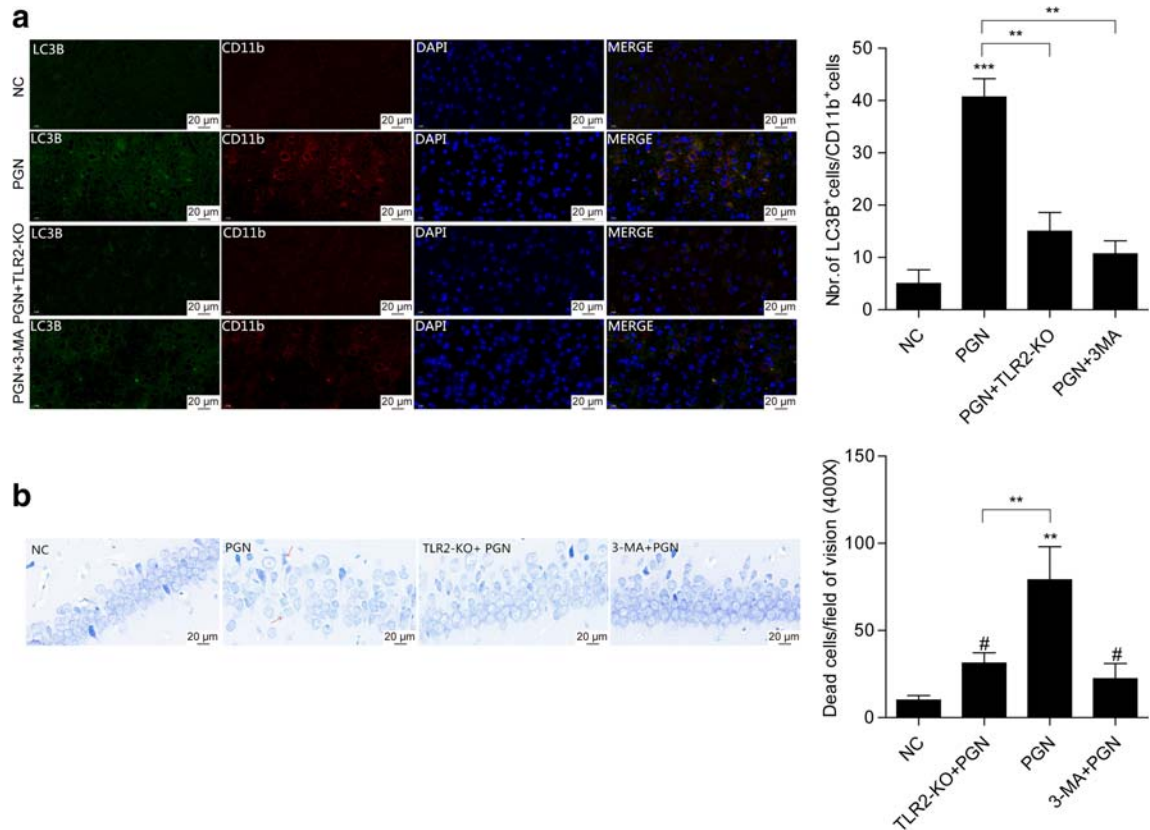 a
LC3B CD11b DAPI MERGE
NC
20 µm 20 µm 20 µm 20 µm
LC3B CD11b DAPI MERGE
PGN
20 µm 20 µm 20 µm 20 µm
LC3B CD11b DAPI MERGE
PGN+TLR2-KO
20 µm 20 µm 20 µm 20 µm
LC3B CD11b DAPI MERGE
PGN+3-MA
20 µm 20 µm 20 µm 20 µm
Nbr.of LC3B+cells/CD11b+cells
50
40
30
20
10
0
**
**
***
NC
PGN
PGN+TLR2-KO
PGN+3MA
b
NC PGN TLR2-KO+ PGN 3-MA+PGN
20 µm 20 µm 20 µm 20 µm
Dead cells/field of vision (400X)
150
100
50
0
**
**
# #
NC
TLR2-KO+PGN
PGN
3-MA+PGN